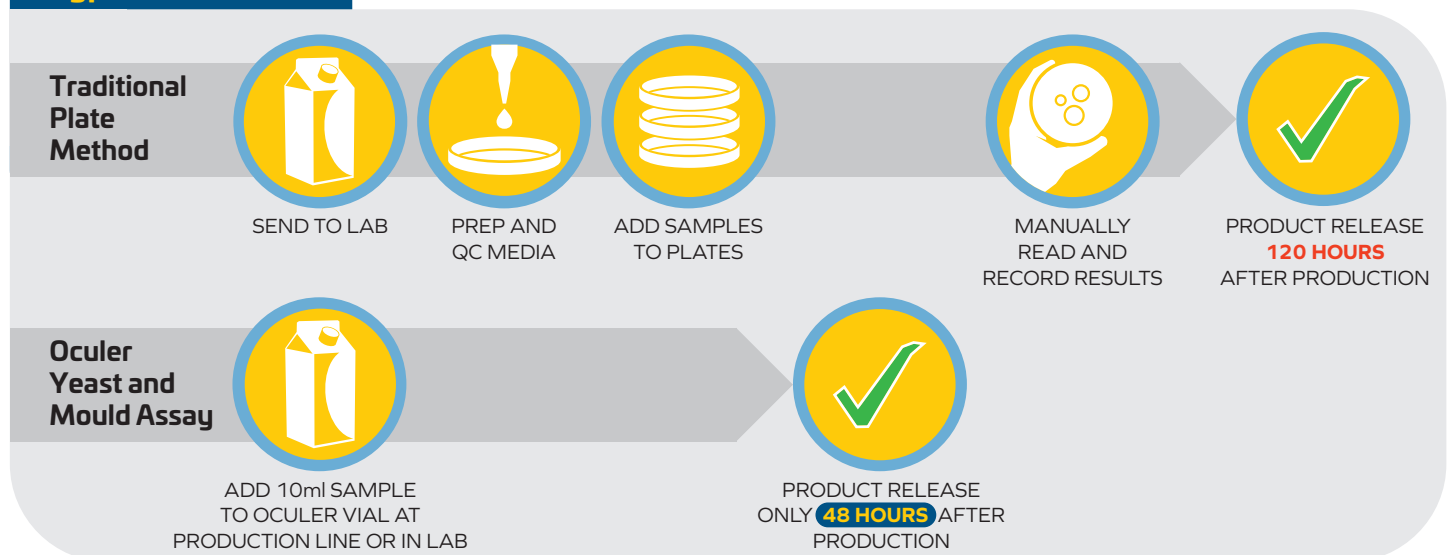 Traditional
Plate
Method
SEND TO LAB
PREP AND
QC MEDIA
ADD SAMPLES
TO PLATES
MANUALLY
READ AND
RECORD RESULTS
PRODUCT RELEASE
120 HOURS
AFTER PRODUCTION
Oculer
Yeast and
Mould Assay
ADD 10ml SAMPLE
TO OCULER VIAL AT
PRODUCTION LINE OR IN LAB
PRODUCT RELEASE
ONLY 48 HOURS AFTER
PRODUCTION